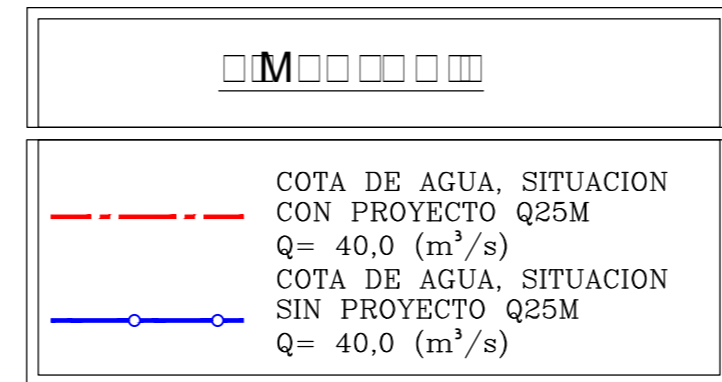 COTA DE AGUA, SITUACION
CON PROYECTO Q25M
Q= 40,0 (m³/s)
COTA DE AGUA, SITUACION
SIN PROYECTO Q25M
Q= 40,0 (m³/s)